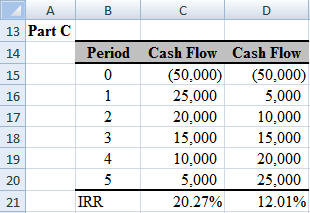 A B C D
13 Part C
14 Period Cash Flow Cash Flow
15 0 (50,000) (50,000)
16 1 25,000 5,000
17 2 20,000 10,000
18 3 15,000 15,000
19 4 10,000 20,000
20 5 5,000 25,000
21 IRR 20.27% 12.01%